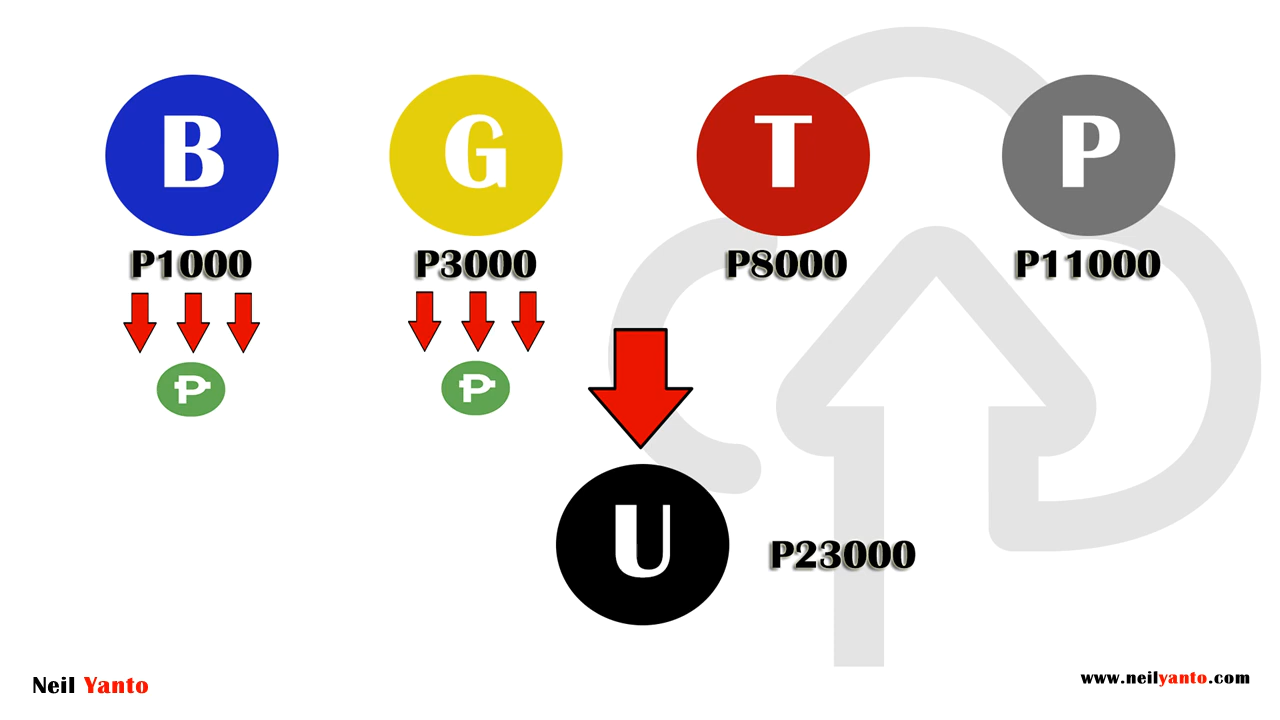 B G T P
P1000 P3000 P8000 P11000
₱ ₱
U
P23000
Neil Yanto
www.neilyanto.com